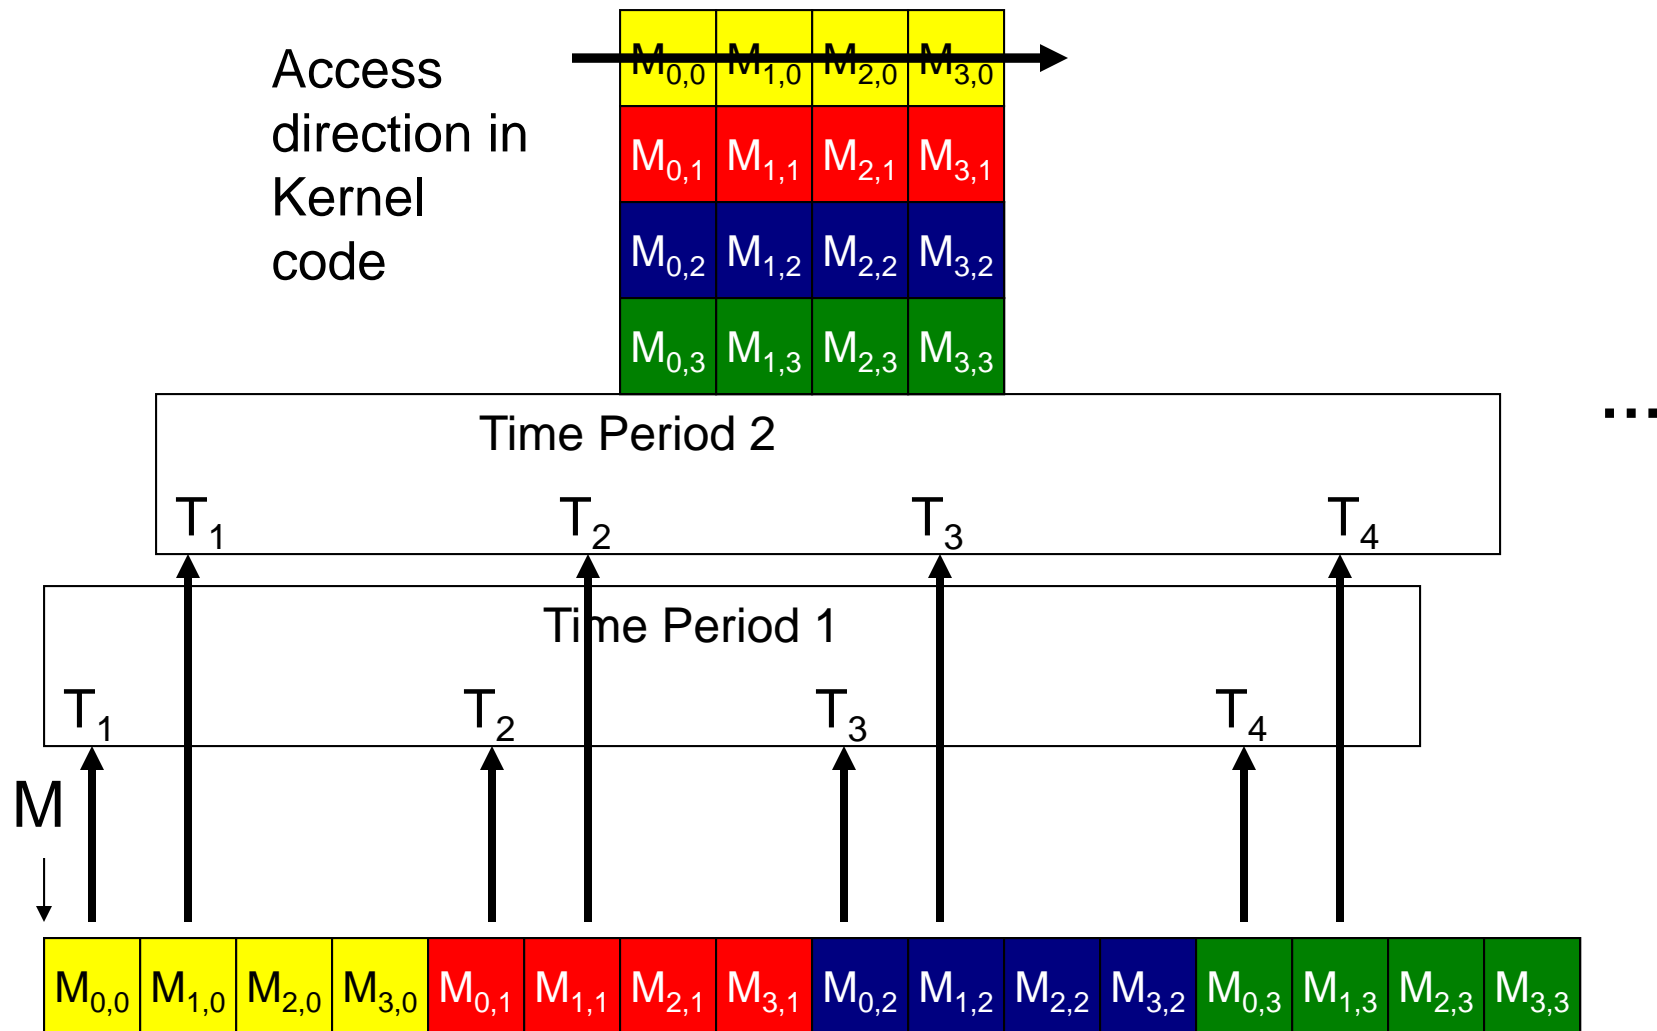 Access
direction in
Kernel
code
M0,0 M1,0 M2,0 M3,0
M0,1 M1,1 M2,1 M3,1
M0,2 M1,2 M2,2 M3,2
M0,3 M1,3 M2,3 M3,3
...
Time Period 2
T1 T2 T3 T4
Time Period 1
T1 T2 T3 T4
M
M0,0 M1,0 M2,0 M3,0 M0,1 M1,1 M2,1 M3,1 M0,2 M1,2 M2,2 M3,2 M0,3 M1,3 M2,3 M3,3